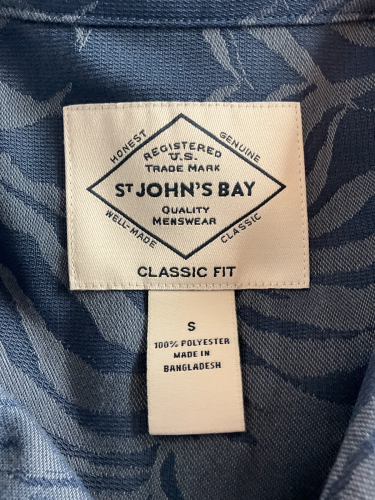 HONEST
GENUINE
REGISTERED
U.S.
TRADE MARK
ST JOHN'S BAY
QUALITY
MENSWEAR
WELL-MADE
CLASSIC
CLASSIC FIT
S
100% POLYESTER
MADE IN
BANGLADESH